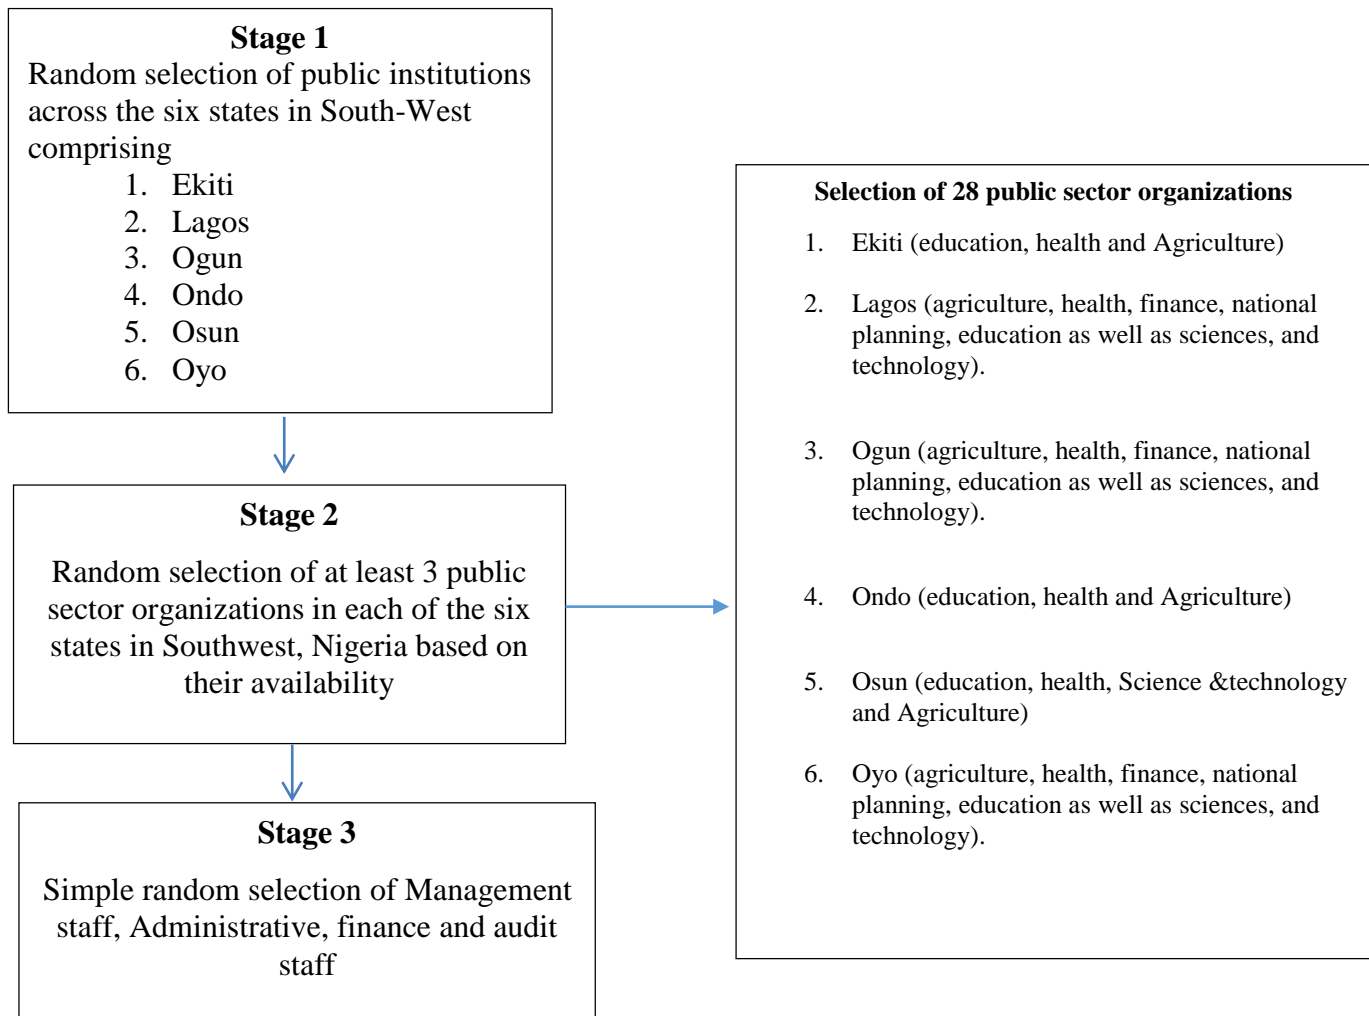 Stage 1
Random selection of public institutions
across the six states in South-West
comprising
1. Ekiti
2. Lagos
3. Ogun
4. Ondo
5. Osun
6. Oyo
Stage 2
Random selection of at least 3 public
sector organizations in each of the six
states in Southwest, Nigeria based on
their availability
Stage 3
Simple random selection of Management
staff, Administrative, finance and audit
staff
Selection of 28 public sector organizations
1. Ekiti (education, health and Agriculture)
2. Lagos (agriculture, health, finance, national
planning, education as well as sciences, and
technology).
3. Ogun (agriculture, health, finance, national
planning, education as well as sciences, and
technology).
4. Ondo (education, health and Agriculture)
5. Osun (education, health, Science &technology
and Agriculture)
6. Oyo (agriculture, health, finance, national
planning, education as well as sciences, and
technology).